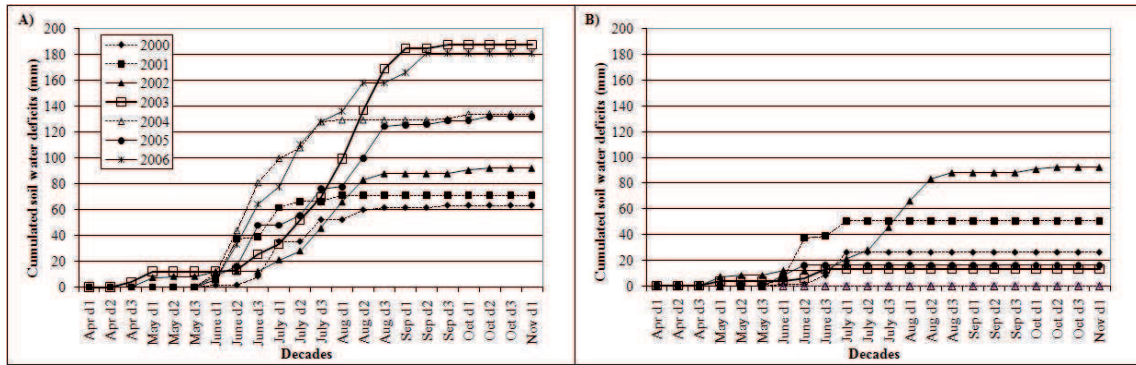 A)
Cumulated soil water deficits (mm)
200
180
160
140
120
100
80
60
40
20
0
2000
2001
2002
2003
2004
2005
2006
Apr d1
Apr d2
Apr d3
May d1
May d2
May d3
June d1
June d2
June d3
July d1
July d2
July d3
Aug d1
Aug d2
Aug d3
Sep d1
Sep d2
Sep d3
Oct d1
Oct d2
Oct d3
Nov d1
Decades
B)
Cumulated soil water deficits (mm)
200
180
160
140
120
100
80
60
40
20
0
Apr d1
Apr d2
Apr d3
May d1
May d2
May d3
June d1
June d2
June d3
July d1
July d2
July d3
Aug d1
Aug d2
Aug d3
Sep d1
Sep d2
Sep d3
Oct d1
Oct d2
Oct d3
Nov d1
Decades